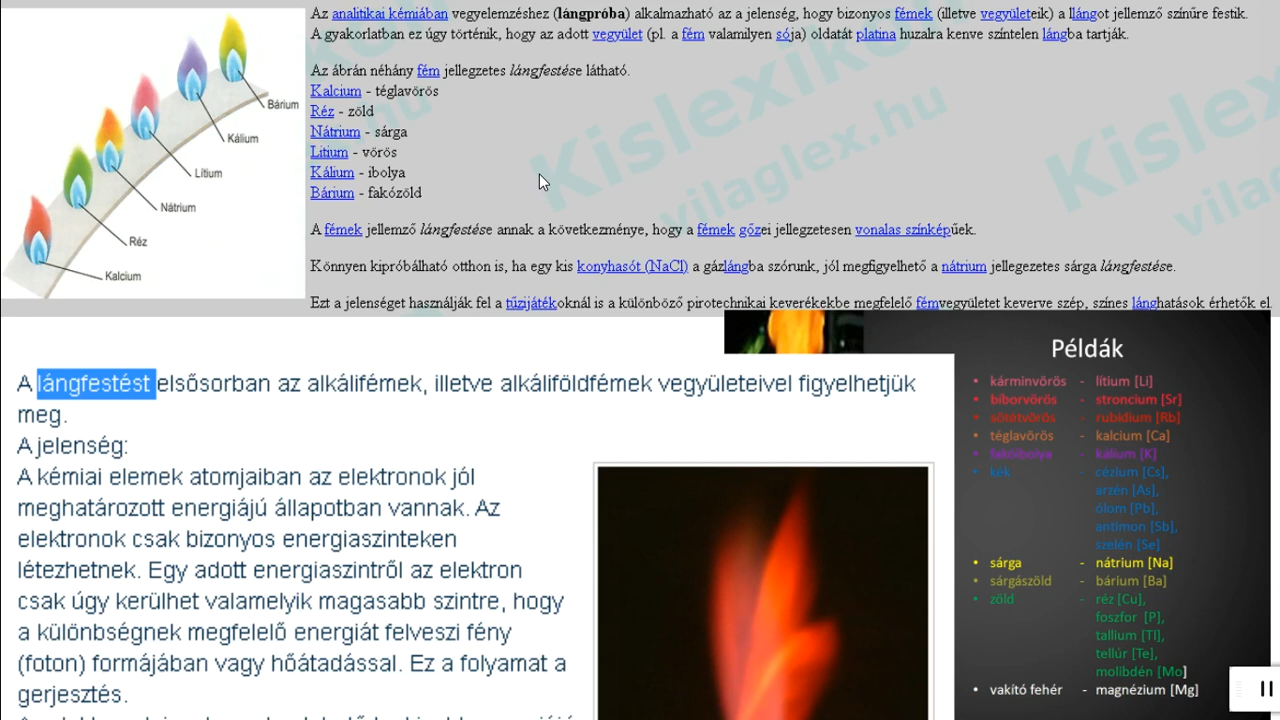 Az analitikai kémiában vegyelemzéshez (lángpróba) alkalmazható az a jelenség, hogy bizonyos fémek (illetve vegyületeik) a llángot jellemző színűre festik.
A gyakorlatban ez úgy történik, hogy az adott vegyület (pl. a fém valamilyen sója) oldatát platina huzalra kenve színtelen lángba tartják.
Az ábrán néhány fém jellegzetes lángfestése látható.
Kalcium - téglavörös
Réz - zöld
Nátrium - sárga
Lítium - vörös
Kálium - ibolya
Bárium - fakózöld
A fémek jellemző lángfestése annak a következménye, hogy a fémek gőzei jellegzetesen vonalas színképűek.
Könnyen kipróbálható otthon is, ha egy kis konyhasót (NaCl) a gázlángba szórunk, jól megfigyelhető a nátrium jellegezetes sárga lángfestése.
Ezt a jelenséget használják fel a tűzijátékoknál is a különböző pirotechnikai keverékekbe megfelelő fémvegyületet keverve szép, színes lánghatások érhetők el.
Bárium
Kálium
Lítium
Nátrium
Réz
Kalcium
Kislexikon
vilaglex.hu
A lángfestést elsősorban az alkálifémek, illetve alkáliföldfémek vegyületeivel figyelhetjük
meg.
A jelenség:
A kémiai elemek atomjaiban az elektronok jól
meghatározott energiájú állapotban vannak. Az
elektronok csak bizonyos energiaszinteken
létezhetnek. Egy adott energiaszintről az elektron
csak úgy kerülhet valamelyik magasabb szintre, hogy
a különbségnek megfelelő energiát felveszi fény
(foton) formájában vagy hőátadással. Ez a folyamat a
gerjesztés.
Példák
• kárminvörös - lítium [Li]
• bíborvörös - stroncium [Sr]
• sötétvörös - rubídium [Rb]
• téglavörös - kalcium [Ca]
• fakóibolya - kálium [K]
• kék - cézium [Cs],
arzén [As],
ólom [Pb],
antimon [Sb],
szelén [Se]
• sárga - nátrium [Na]
• sárgászöld - bárium [Ba]
• zöld - réz [Cu],
foszfor [P],
tallium [Tl],
tellúr [Te],
molibdén [Mo]
• vakító fehér - magnézium [Mg]